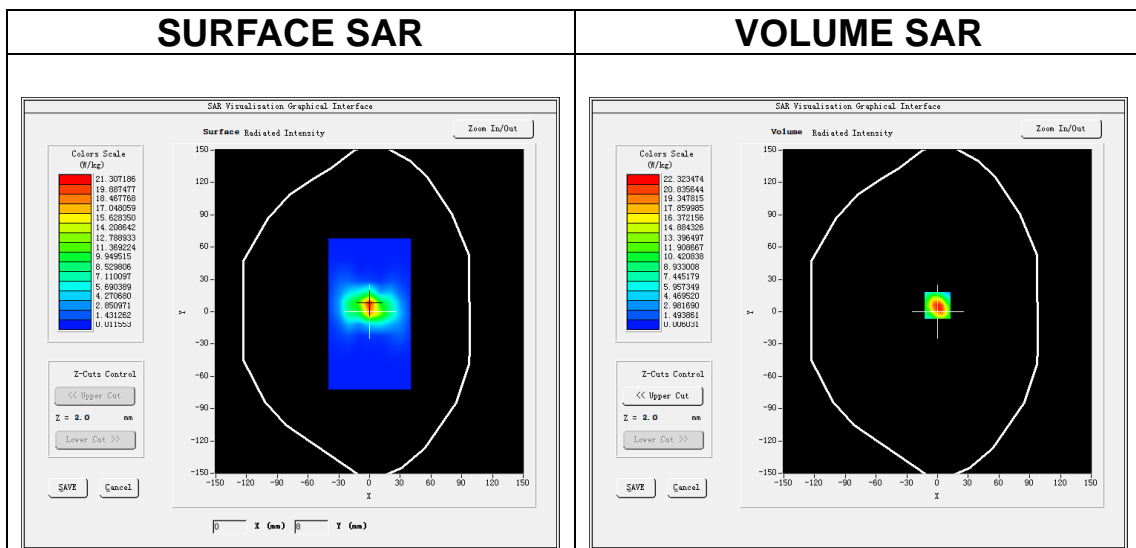 SURFACE SAR
SAR Visualisation Graphical Interface
Surface Radiated Intensity
Zoom In/Out
Colors Scale
(W/kg)
21.307186
19.887477
18.467768
17.048059
15.628350
14.208642
12.788933
11.369224
9.949515
8.529806
7.110097
5.690389
4.270680
2.850971
1.431262
0.011553
150
120
90
60
30
0
-30
-60
-90
-120
-150
Y
-150 -120 -90 -60 -30 0 30 60 90 120 150
X
Z-Cuts Control
<< Upper Cut
Z = 2.0 mm
Lower Cut >>
SAVE Cancel
0 X (mm) 8 Y (mm)
VOLUME SAR
SAR Visualisation Graphical Interface
Volume Radiated Intensity
Zoom In/Out
Colors Scale
(W/kg)
22.323474
20.835644
19.347815
17.859985
16.372156
14.884326
13.396497
11.908667
10.420838
8.933008
7.445179
5.957349
4.469520
2.981690
1.493861
0.006031
150
120
90
60
30
0
-30
-60
-90
-120
-150
Y
-150 -120 -90 -60 -30 0 30 60 90 120 150
X
Z-Cuts Control
<< Upper Cut
Z = 2.0 mm
Lower Cut >>
SAVE Cancel